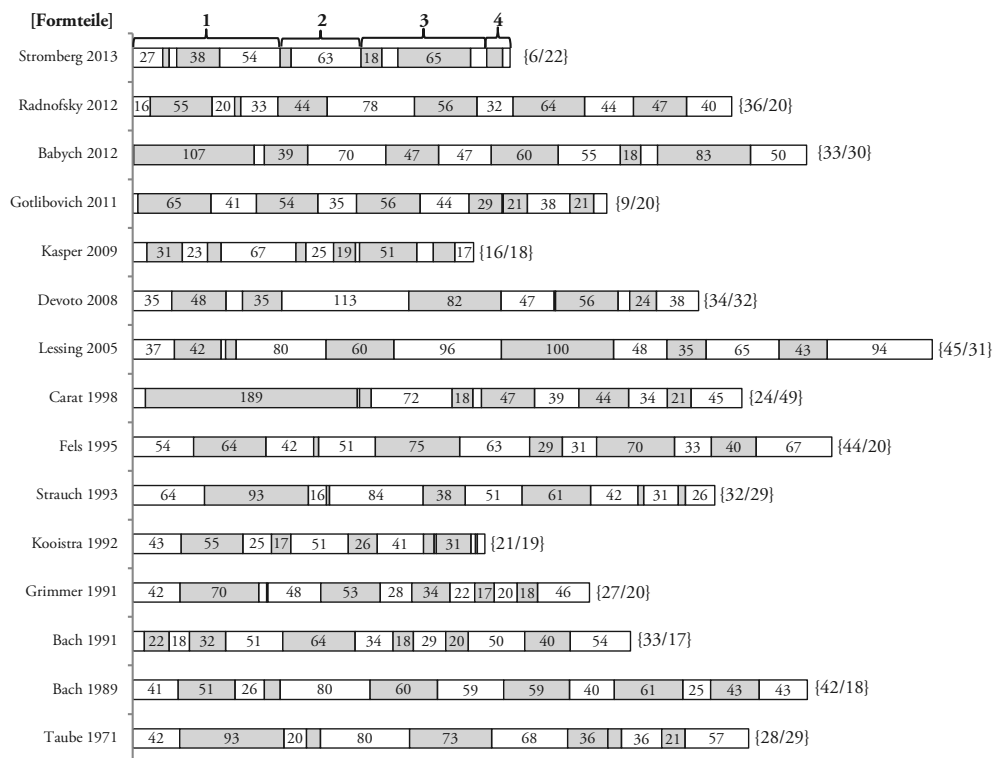 [Formteile] 1 2 3 4
Stromberg 2013 27 38 54 63 18 65 {6/22}
Radnofsky 2012 16 55 20 33 44 78 56 32 64 44 47 40 {36/20}
Babych 2012 107 39 70 47 47 60 55 18 83 50 {33/30}
Gotlibovich 2011 65 41 54 35 56 44 29 21 38 21 {9/20}
Kasper 2009 31 23 67 25 19 51 17 {16/18}
Devoto 2008 35 48 35 113 82 47 56 24 38 {34/32}
Lessing 2005 37 42 80 60 96 100 48 35 65 43 94 {45/31}
Carat 1998 189 72 18 47 39 44 34 21 45 {24/49}
Fels 1995 54 64 42 51 75 63 29 31 70 33 40 67 {44/20}
Strauch 1993 64 93 16 84 38 51 61 42 31 26 {32/29}
Kooistra 1992 43 55 25 17 51 26 41 31 {21/19}
Grimmer 1991 42 70 48 53 28 34 22 17 20 18 46 {27/20}
Bach 1991 22 18 32 51 64 34 18 29 20 50 40 54 {33/17}
Bach 1989 41 51 26 80 60 59 59 40 61 25 43 43 {42/18}
Taube 1971 42 93 20 80 73 68 36 36 21 57 {28/29}